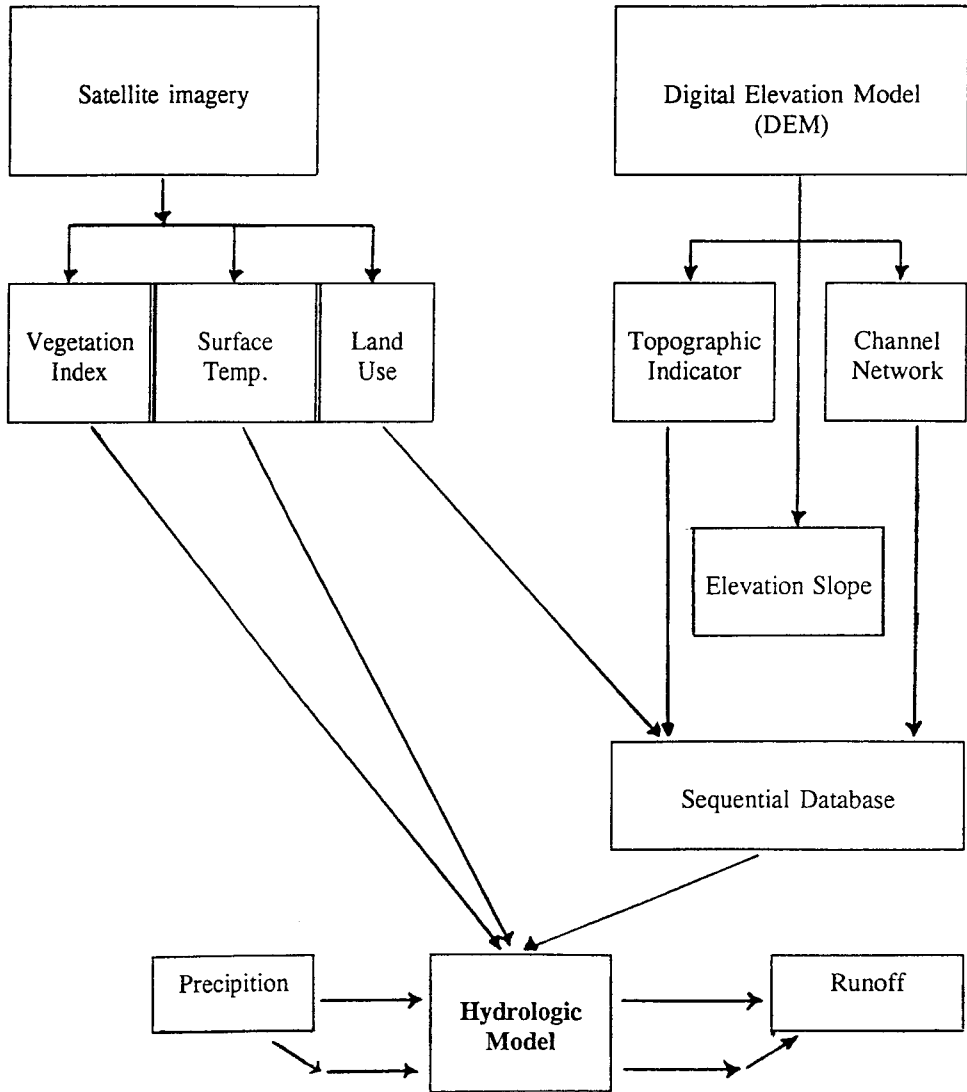 Satellite imagery
Digital Elevation Model
(DEM)
Vegetation
Index
Surface
Temp.
Land
Use
Topographic
Indicator
Channel
Network
Elevation Slope
Sequential Database
Precipition
Hydrologic
Model
Runoff